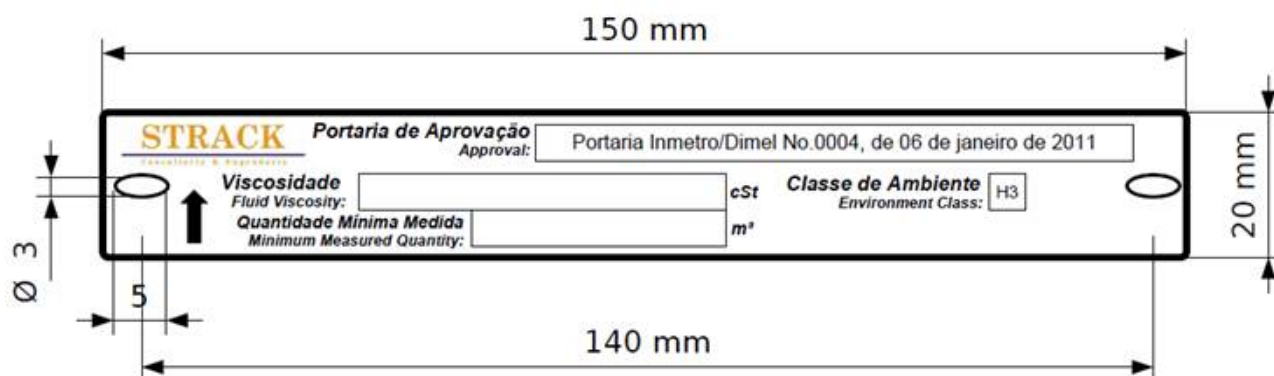 150 mm
STRACK
Consultoria & Engenharia
Portaria de Aprovação
Approval:
Portaria Inmetro/Dimel No.0004, de 06 de janeiro de 2011
20 mm
Viscosidade
Fluid Viscosity:
cSt
Classe de Ambiente
Environment Class:
H3
Quantidade Mínima Medida
Minimum Measured Quantity:
m³
Ø 3
5
140 mm